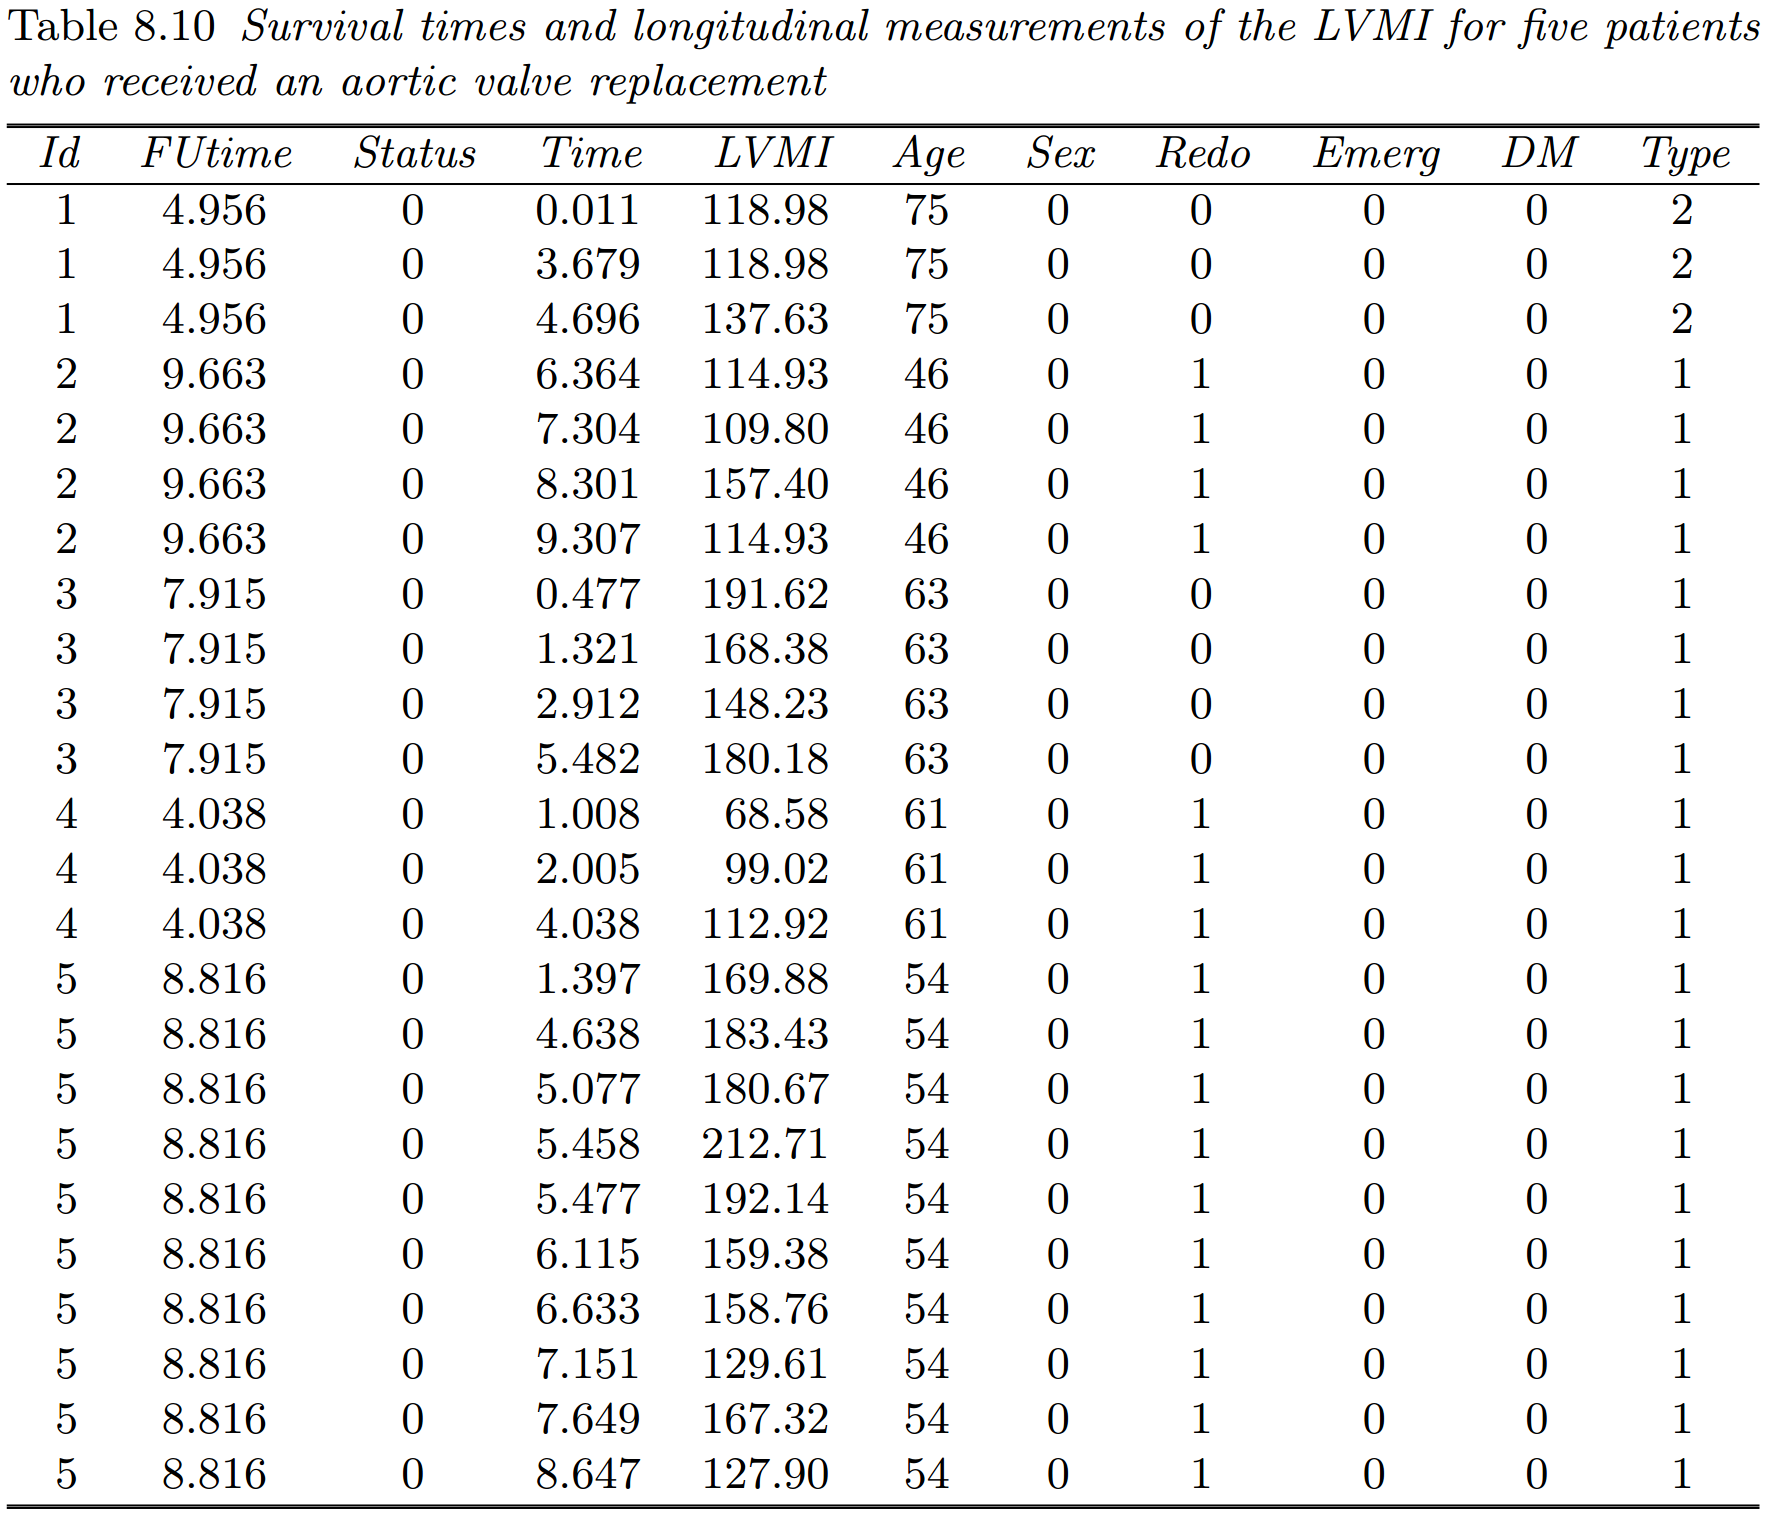 Table 8.10 Survival times and longitudinal measurements of the LVMI for five patients
who received an aortic valve replacement
Id FUtime Status Time LVMI Age Sex Redo Emerg DM Type
1 4.956 0 0.011 118.98 75 0 0 0 0 2
1 4.956 0 3.679 118.98 75 0 0 0 0 2
1 4.956 0 4.696 137.63 75 0 0 0 0 2
2 9.663 0 6.364 114.93 46 0 1 0 0 1
2 9.663 0 7.304 109.80 46 0 1 0 0 1
2 9.663 0 8.301 157.40 46 0 1 0 0 1
2 9.663 0 9.307 114.93 46 0 1 0 0 1
3 7.915 0 0.477 191.62 63 0 0 0 0 1
3 7.915 0 1.321 168.38 63 0 0 0 0 1
3 7.915 0 2.912 148.23 63 0 0 0 0 1
3 7.915 0 5.482 180.18 63 0 0 0 0 1
4 4.038 0 1.008 68.58 61 0 1 0 0 1
4 4.038 0 2.005 99.02 61 0 1 0 0 1
4 4.038 0 4.038 112.92 61 0 1 0 0 1
5 8.816 0 1.397 169.88 54 0 1 0 0 1
5 8.816 0 4.638 183.43 54 0 1 0 0 1
5 8.816 0 5.077 180.67 54 0 1 0 0 1
5 8.816 0 5.458 212.71 54 0 1 0 0 1
5 8.816 0 5.477 192.14 54 0 1 0 0 1
5 8.816 0 6.115 159.38 54 0 1 0 0 1
5 8.816 0 6.633 158.76 54 0 1 0 0 1
5 8.816 0 7.151 129.61 54 0 1 0 0 1
5 8.816 0 7.649 167.32 54 0 1 0 0 1
5 8.816 0 8.647 127.90 54 0 1 0 0 1